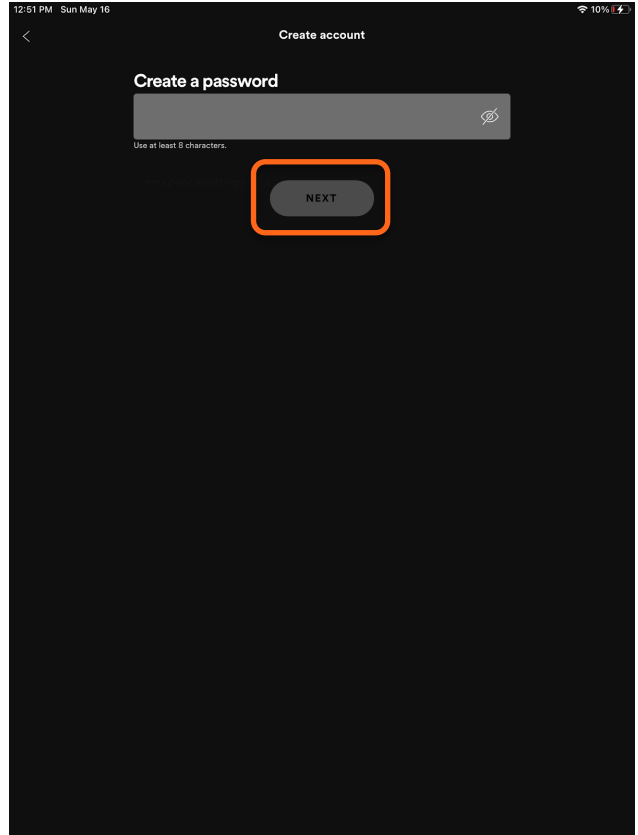 12:51 PM Sun May 16 10%
Create account
Create a password
Use at least 8 characters.
NEXT